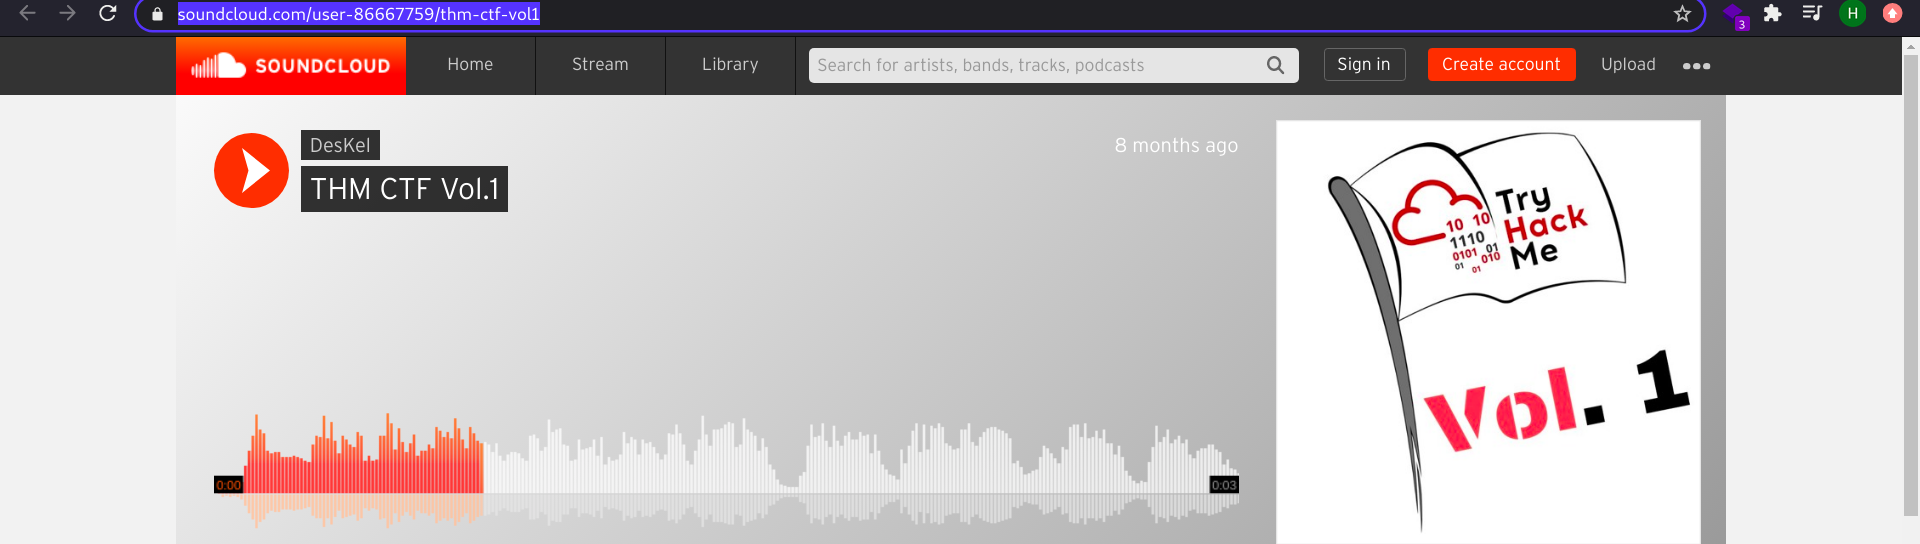 soundcloud.com/user-86667759/thm-ctf-vol1
3
H
SOUNDCLOUD
Home
Stream
Library
Search for artists, bands, tracks, podcasts
Sign in
Create account
Upload
DesKel
8 months ago
THM CTF Vol.1
0:00
0:03
Try
Hack
Me
10 10
1110
01
0101 010
01 01
Vol. 1